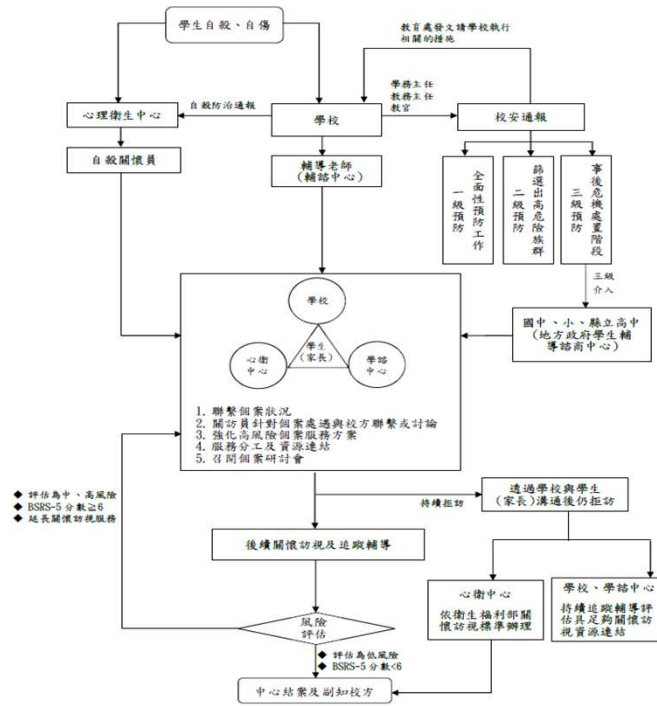 學生自殺、自傷
教育處發文請學校執行
相關的措施
心理衛生中心
自殺防治通報
學校
學務主任
教務主任
教官
校安通報
自殺關懷員
輔導老師
(輔諮中心)
全面性預防工作
一級預防
篩選出高危險族群
二級預防
事後危機處置階段
三級預防
三級
介入
國中、小、縣立高中
(地方政府學生輔
導諮商中心)
學校
學生
(家長)
心衛
中心
學諮
中心
1. 聯繫個案狀況
2. 關訪員針對個案處遇與校方聯繫或討論
3. 強化高風險個案服務方案
4. 服務分工及資源連結
5. 召開個案研討會
◆ 評估為中、高風險
◆ BSRS-5 分數≧6
◆ 延長關懷訪視服務
持續拒訪
透過學校與學生
(家長)溝通後仍拒訪
後續關懷訪視及追蹤輔導
心衛中心
依衛生福利部關
懷訪視標準辦理
學校、學諮中心
持續追蹤輔導評
估具足夠關懷訪
視資源連結
風險
評估
◆ 評估為低風險
◆ BSRS-5 分數<6
中心結案及副知校方